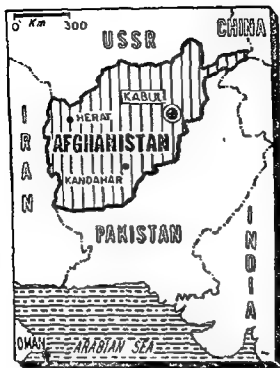 0 Km 300
USSR
CHINA
IRAN
KABUL
HERAT
AFGHANISTAN
KANDAHAR
PAKISTAN
INDIA
OMAN
ARABIAN SEA